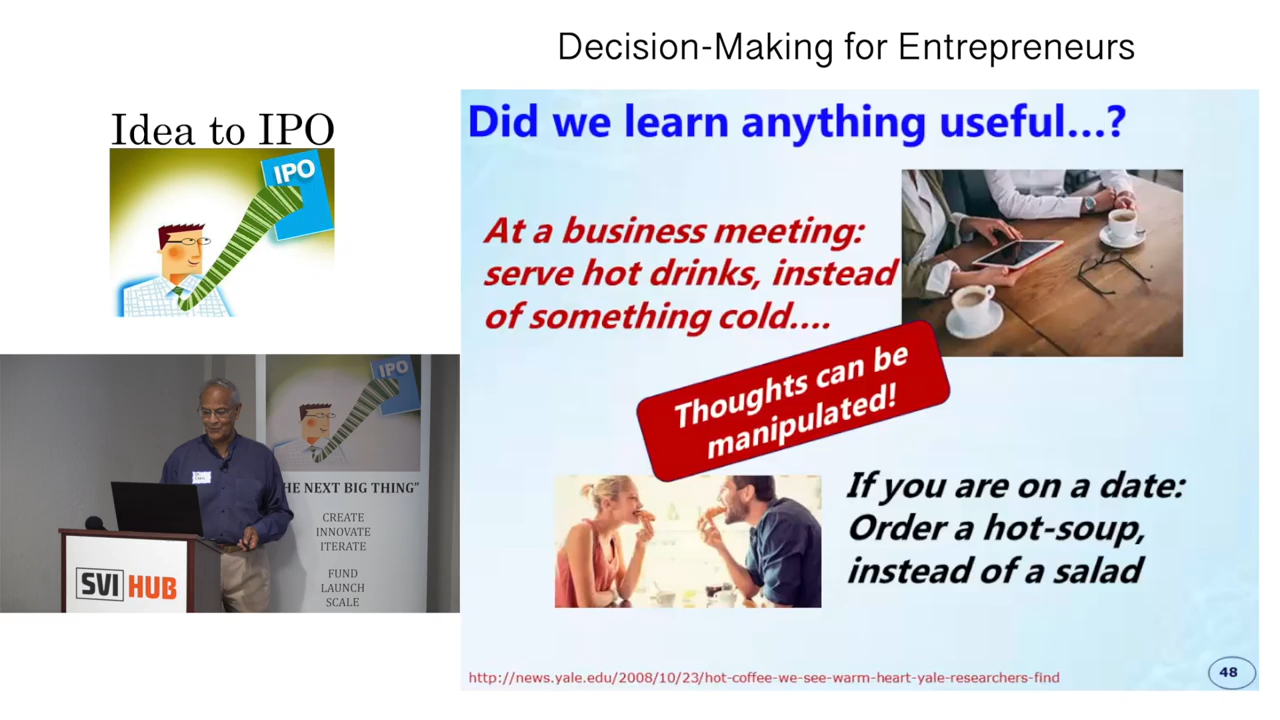 Decision-Making for Entrepreneurs
Idea to IPO
IPO
Did we learn anything useful...?
At a business meeting:
serve hot drinks, instead
of something cold....
Thoughts can be
manipulated!
If you are on a date:
Order a hot-soup,
instead of a salad
http://news.yale.edu/2008/10/23/hot-coffee-we-see-warm-heart-yale-researchers-find
48
IPO
HE NEXT BIG THING"
CREATE
INNOVATE
ITERATE
FUND
LAUNCH
SCALE
SVI HUB